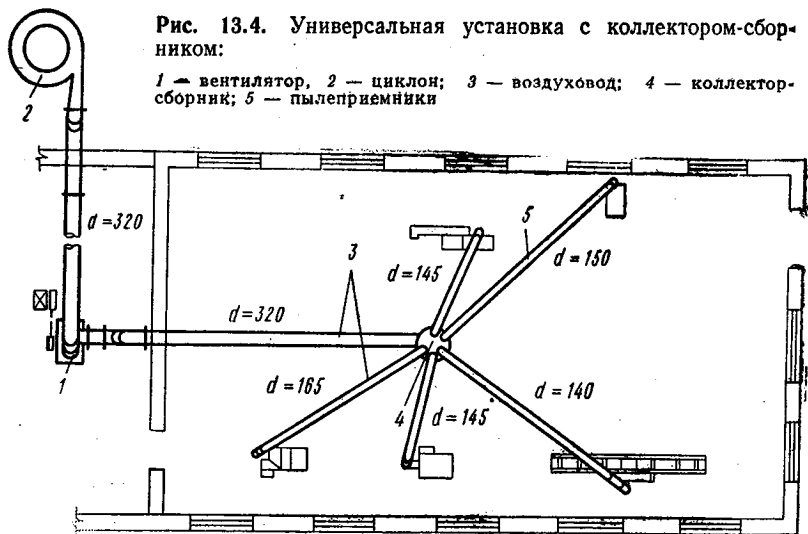 Рис. 13.4. Универсальная установка с коллектором-сбор-
ником:
1 — вентилятор, 2 — циклон; 3 — воздуховод; 4 — коллектор-
сборник; 5 — пылеприемники
2
d=320
5
3
d=145
d=150
d=320
1
d=165
4
d=145
d=140